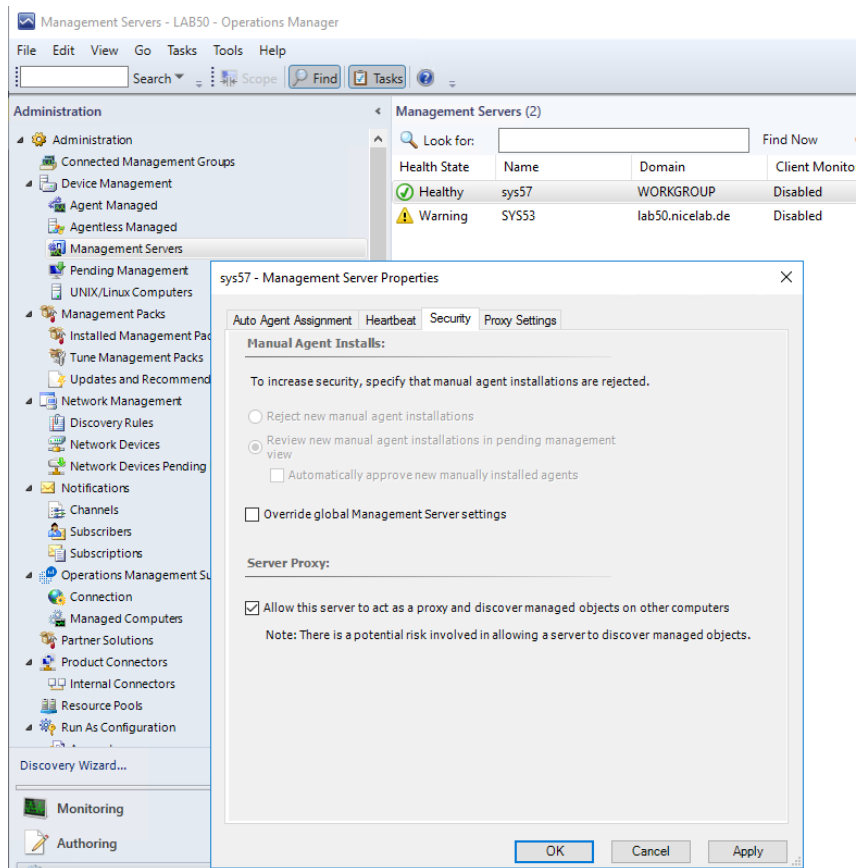 Management Servers - LAB50 - Operations Manager
File Edit View Go Tasks Tools Help
Search Scope Find Tasks
Administration
Administration
Connected Management Groups
Device Management
Agent Managed
Agentless Managed
Management Servers
Pending Management
UNIX/Linux Computers
Management Packs
Installed Management Pac
Tune Management Packs
Updates and Recommend
Network Management
Discovery Rules
Network Devices
Network Devices Pending
Notifications
Channels
Subscribers
Subscriptions
Operations Management Su
Connection
Managed Computers
Partner Solutions
Product Connectors
Internal Connectors
Resource Pools
Run As Configuration
Discovery Wizard...
Monitoring
Authoring
Management Servers (2)
Look for: Find Now
Health State Name Domain Client Monito
Healthy sys57 WORKGROUP Disabled
Warning SYS53 lab50.nicelab.de Disabled
sys57 - Management Server Properties
Auto Agent Assignment Heartbeat Security Proxy Settings
Manual Agent Installs:
To increase security, specify that manual agent installations are rejected.
Reject new manual agent installations
Review new manual agent installations in pending management
view
Automatically approve new manually installed agents
Override global Management Server settings
Server Proxy:
Allow this server to act as a proxy and discover managed objects on other computers
Note: There is a potential risk involved in allowing a server to discover managed objects.
OK Cancel Apply